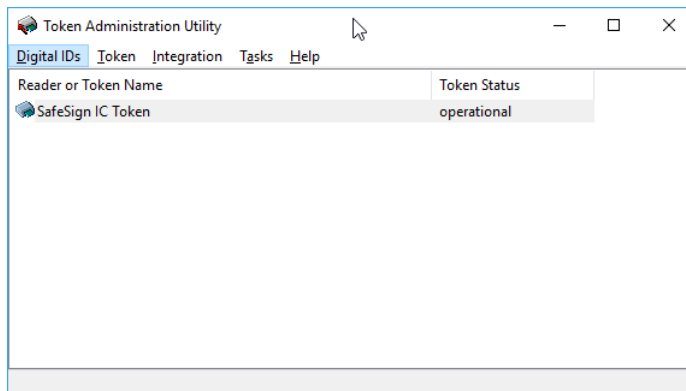 Token Administration Utility
Digital IDs Token Integration Tasks Help
Reader or Token Name Token Status
SafeSign IC Token operational